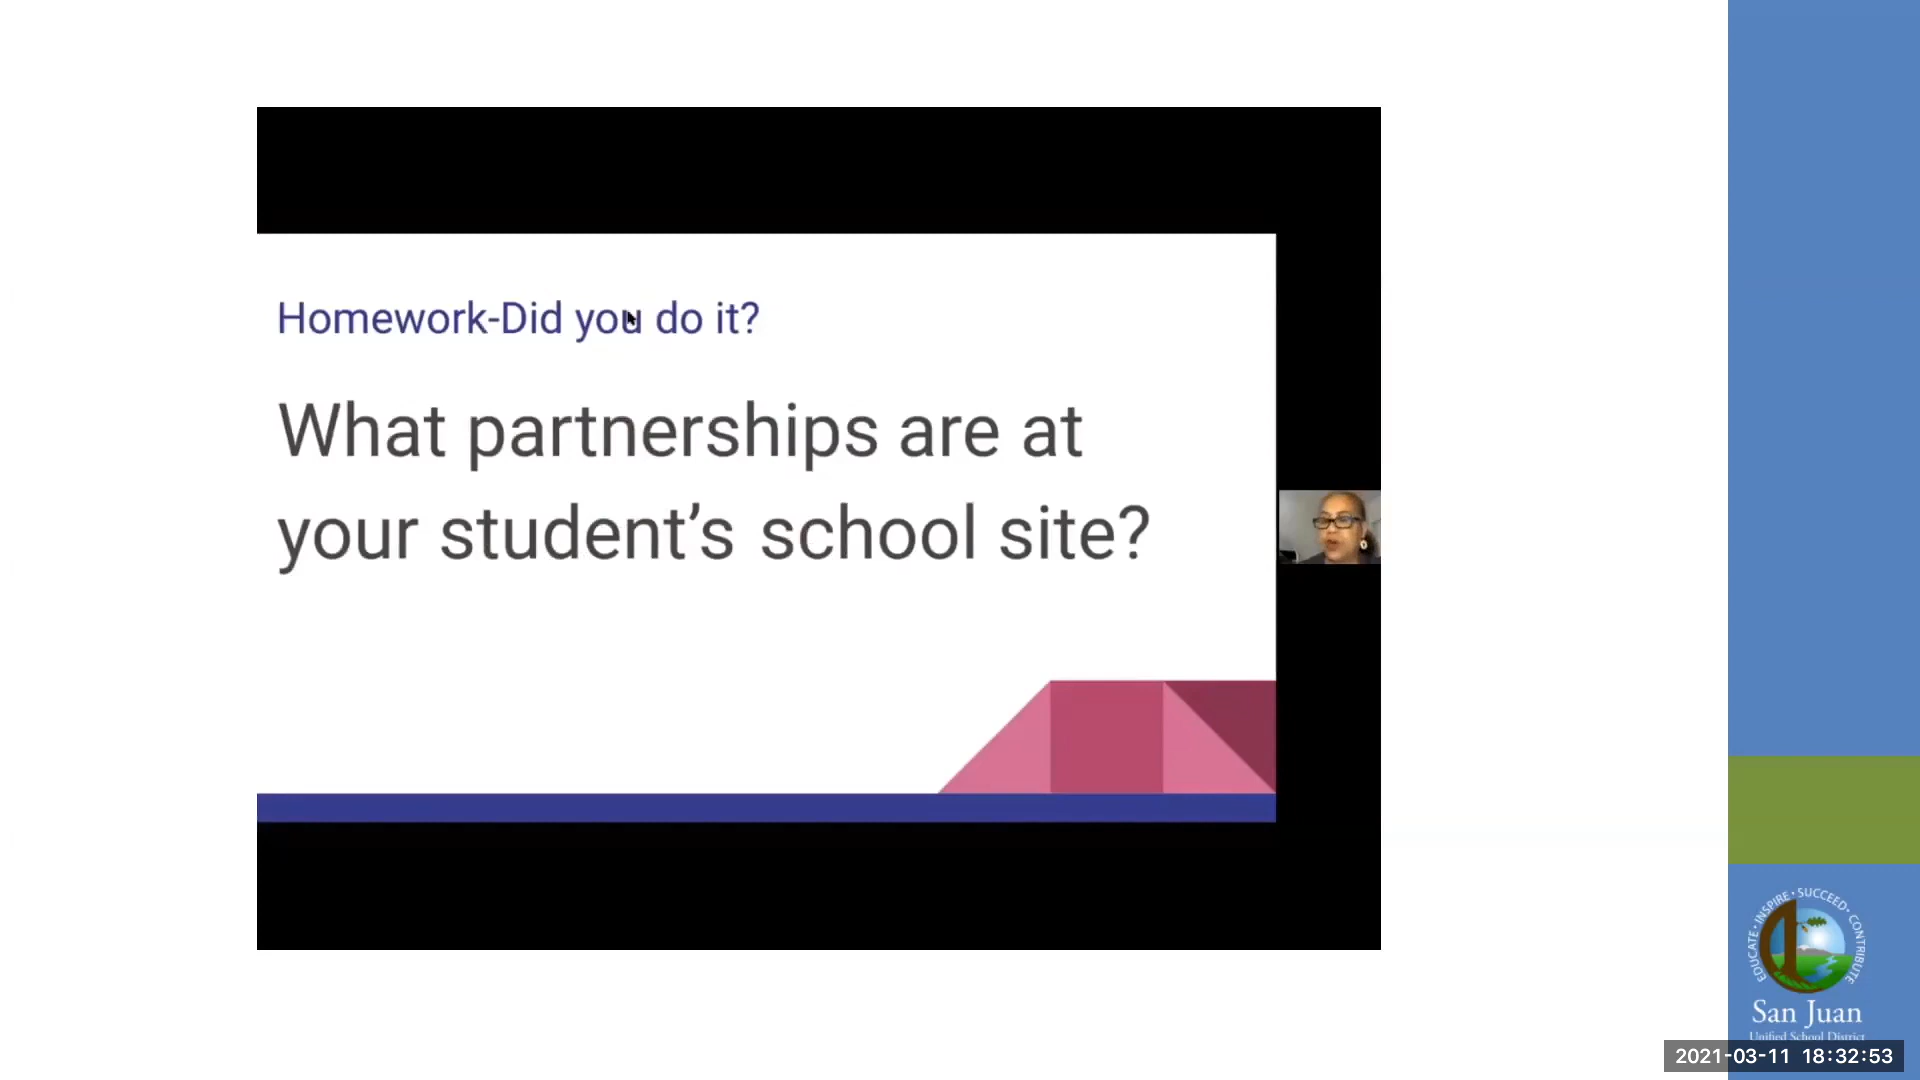 Homework-Did you do it?
What partnerships are at
your student’s school site?
EDUCATE • INSPIRE • SUCCEED • CONTRIBUTE
San Juan
Unified School District
2021-03-11 18:32:53